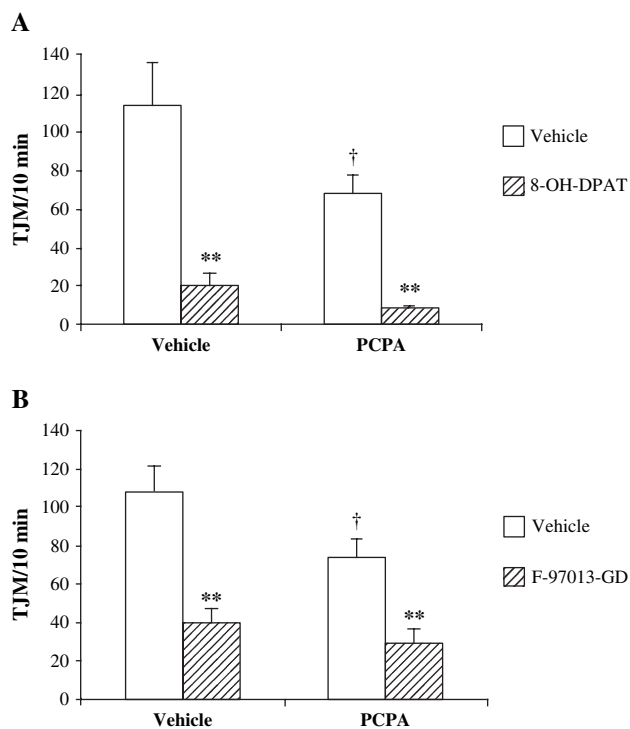 A
TJM/10 min
140
120
100
80
60
40
20
0
**
†
**
Vehicle
PCPA
Vehicle
8-OH-DPAT
B
TJM/10 min
140
120
100
80
60
40
20
0
**
†
**
Vehicle
PCPA
Vehicle
F-97013-GD